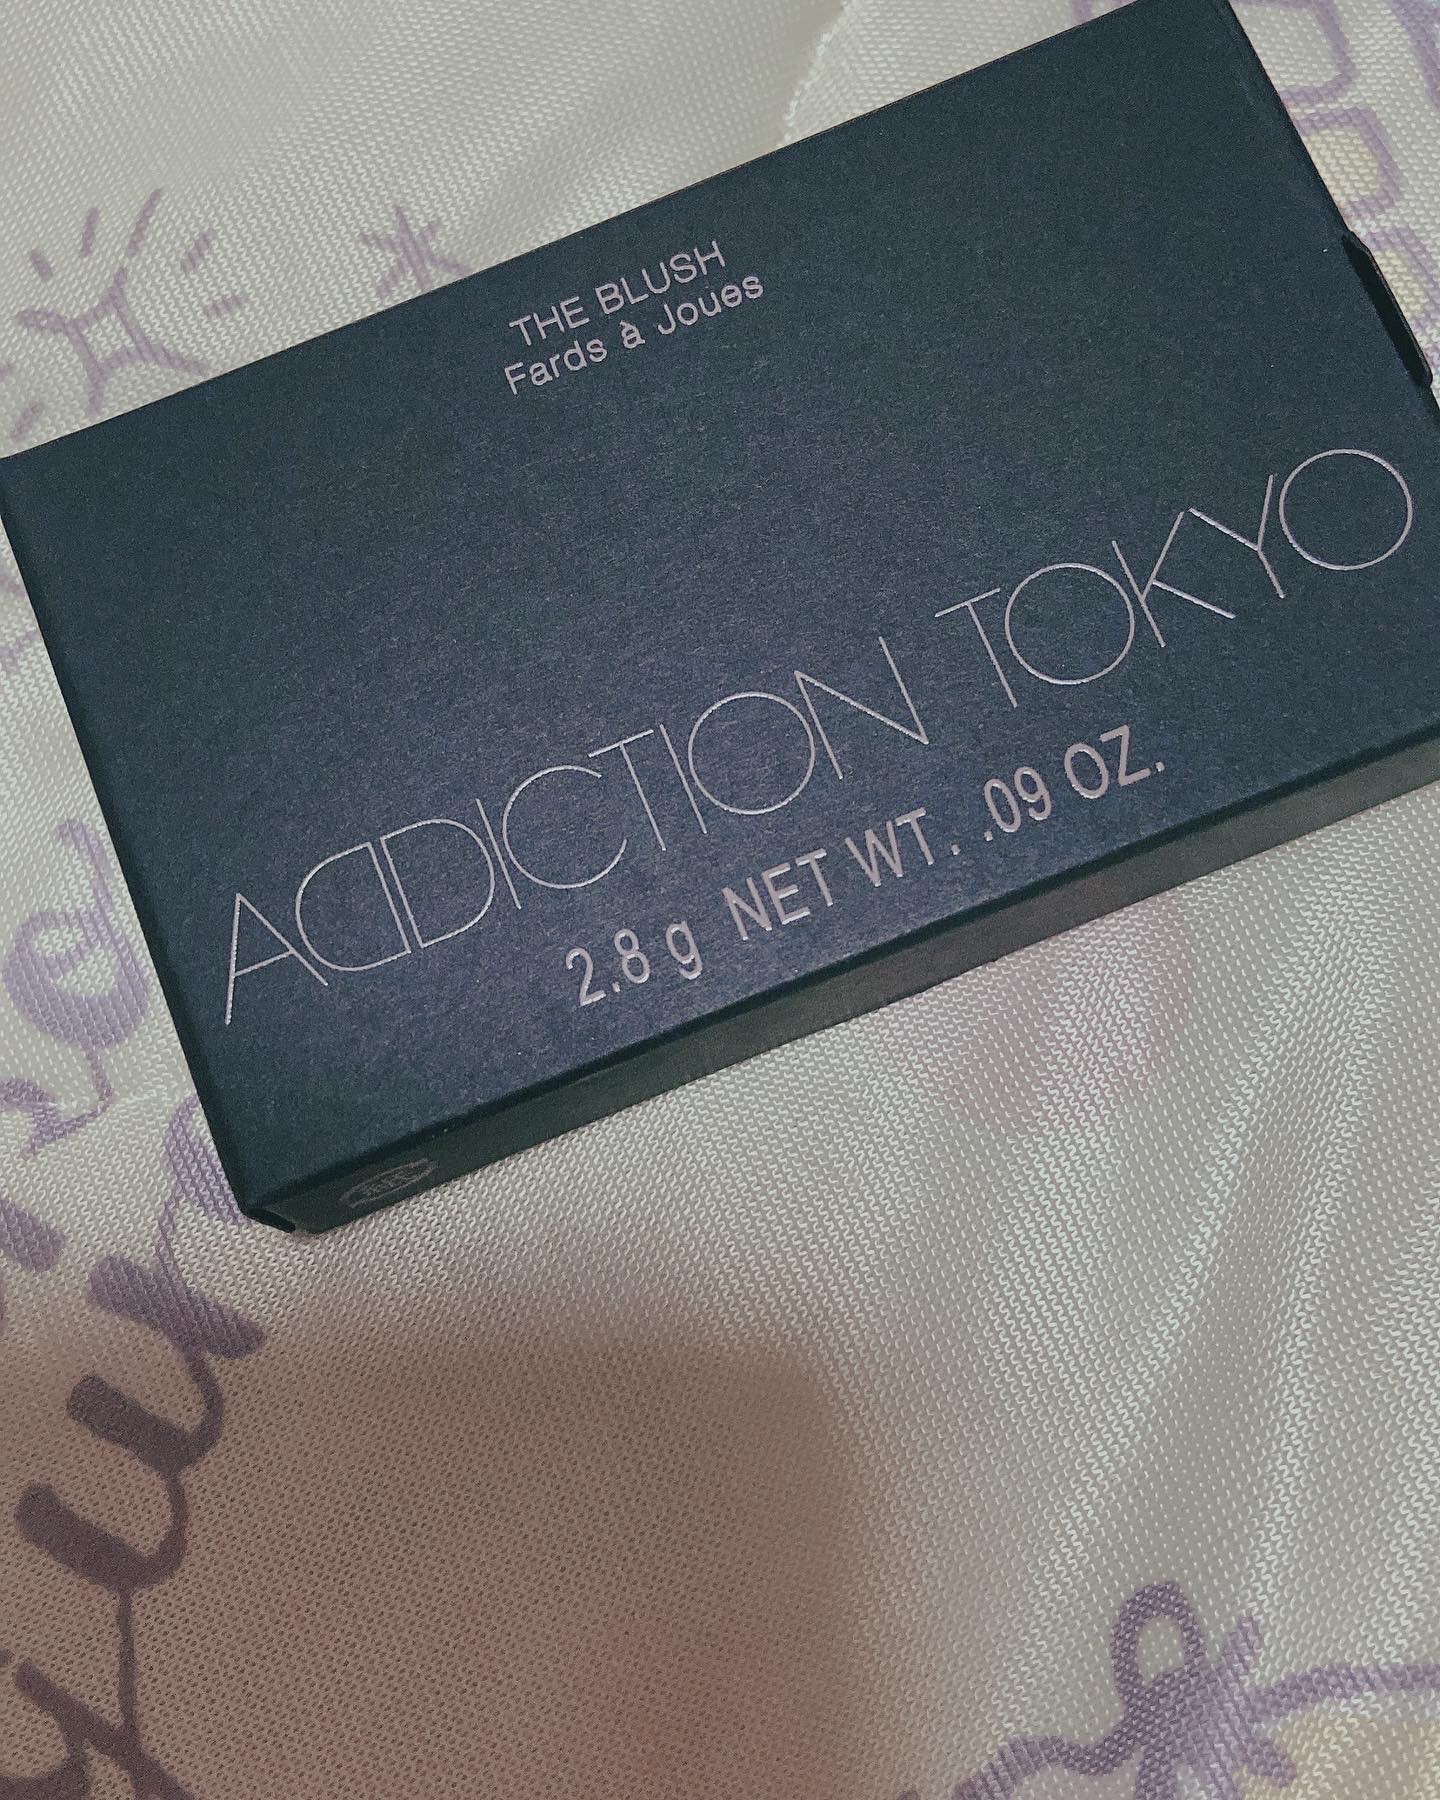 THE BLUSH
Fards à Joues
ADDICTION TOKYO
2.8 g NET WT. .09 OZ.